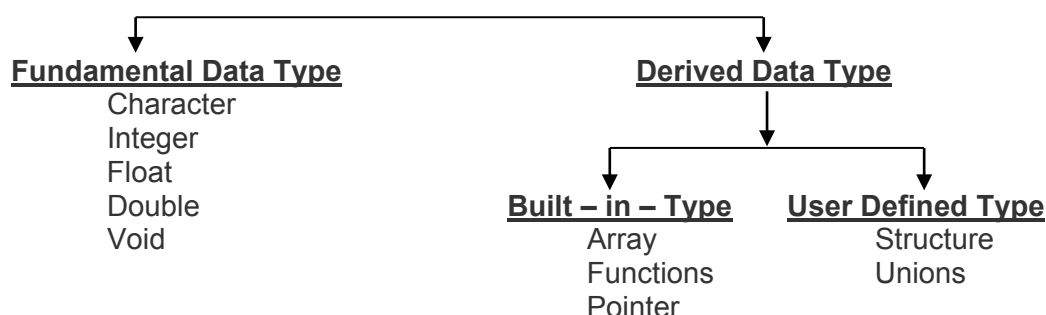 Fundamental Data Type
Character
Integer
Float
Double
Void
Derived Data Type
Built – in – Type
Array
Functions
Pointer
User Defined Type
Structure
Unions